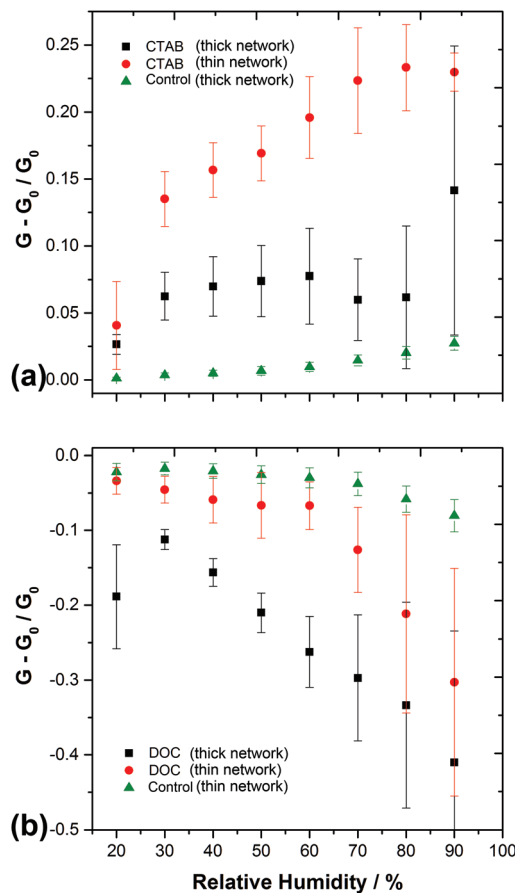 0.25
0.20
0.15
0.10
0.05
0.00
G - G₀ / G₀
CTAB (thick network)
CTAB (thin network)
Control (thick network)
(a)
0.0
-0.1
-0.2
-0.3
-0.4
-0.5
G - G₀ / G₀
DOC (thick network)
DOC (thin network)
Control (thin network)
(b)
20 30 40 50 60 70 80 90 100
Relative Humidity / %